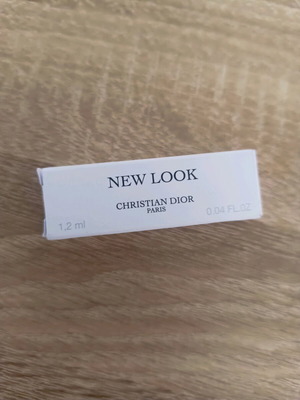 NEW LOOK
CHRISTIAN DIOR
PARIS
1,2 ml
0.04 FL.OZ